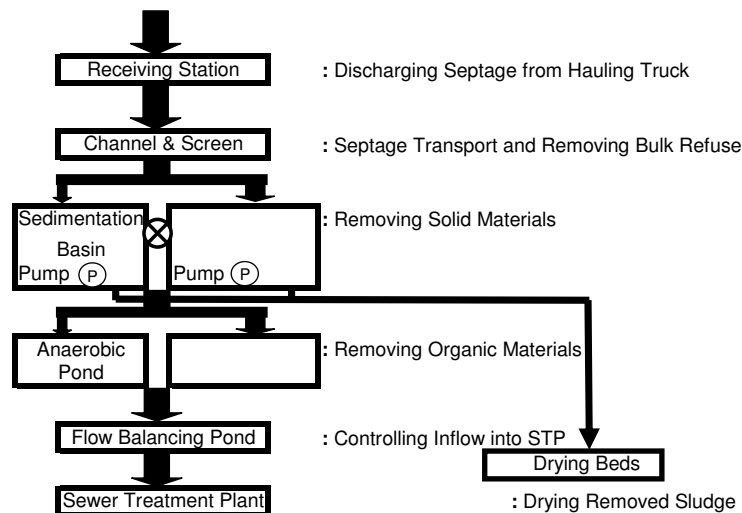 Receiving Station
: Discharging Septage from Hauling Truck
Channel & Screen
: Septage Transport and Removing Bulk Refuse
Sedimentation
Basin
: Removing Solid Materials
Pump P
Pump P
Anaerobic
Pond
: Removing Organic Materials
Flow Balancing Pond
: Controlling Inflow into STP
Drying Beds
Sewer Treatment Plant
: Drying Removed Sludge